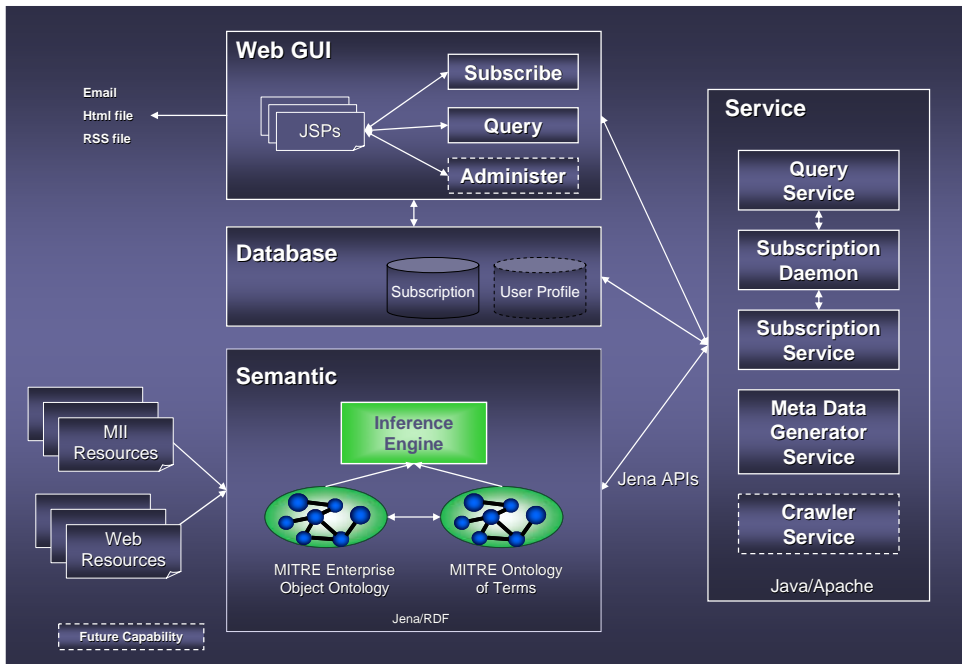 Web GUI
Subscribe
Query
Administer
JSPs
Email
Html file
RSS file
Database
Subscription
User Profile
Semantic
Inference
Engine
MITRE Enterprise
Object Ontology
MITRE Ontology
of Terms
Jena/RDF
MII
Resources
Web
Resources
Future Capability
Jena APIs
Service
Query
Service
Subscription
Daemon
Subscription
Service
Meta Data
Generator
Service
Crawler
Service
Java/Apache